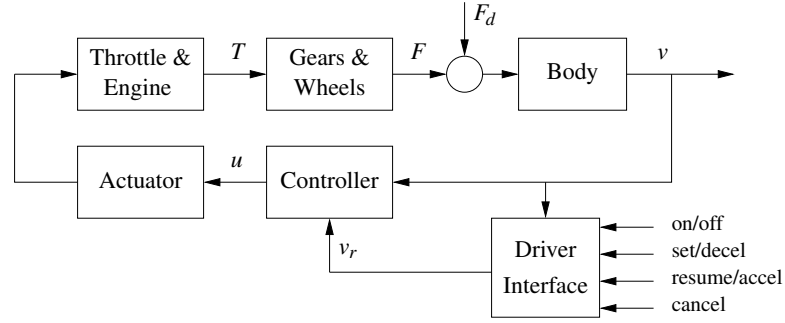 F_d
Throttle & Engine
T
Gears & Wheels
F
Body
v
Actuator
u
Controller
v_r
Driver Interface
on/off
set/decel
resume/accel
cancel